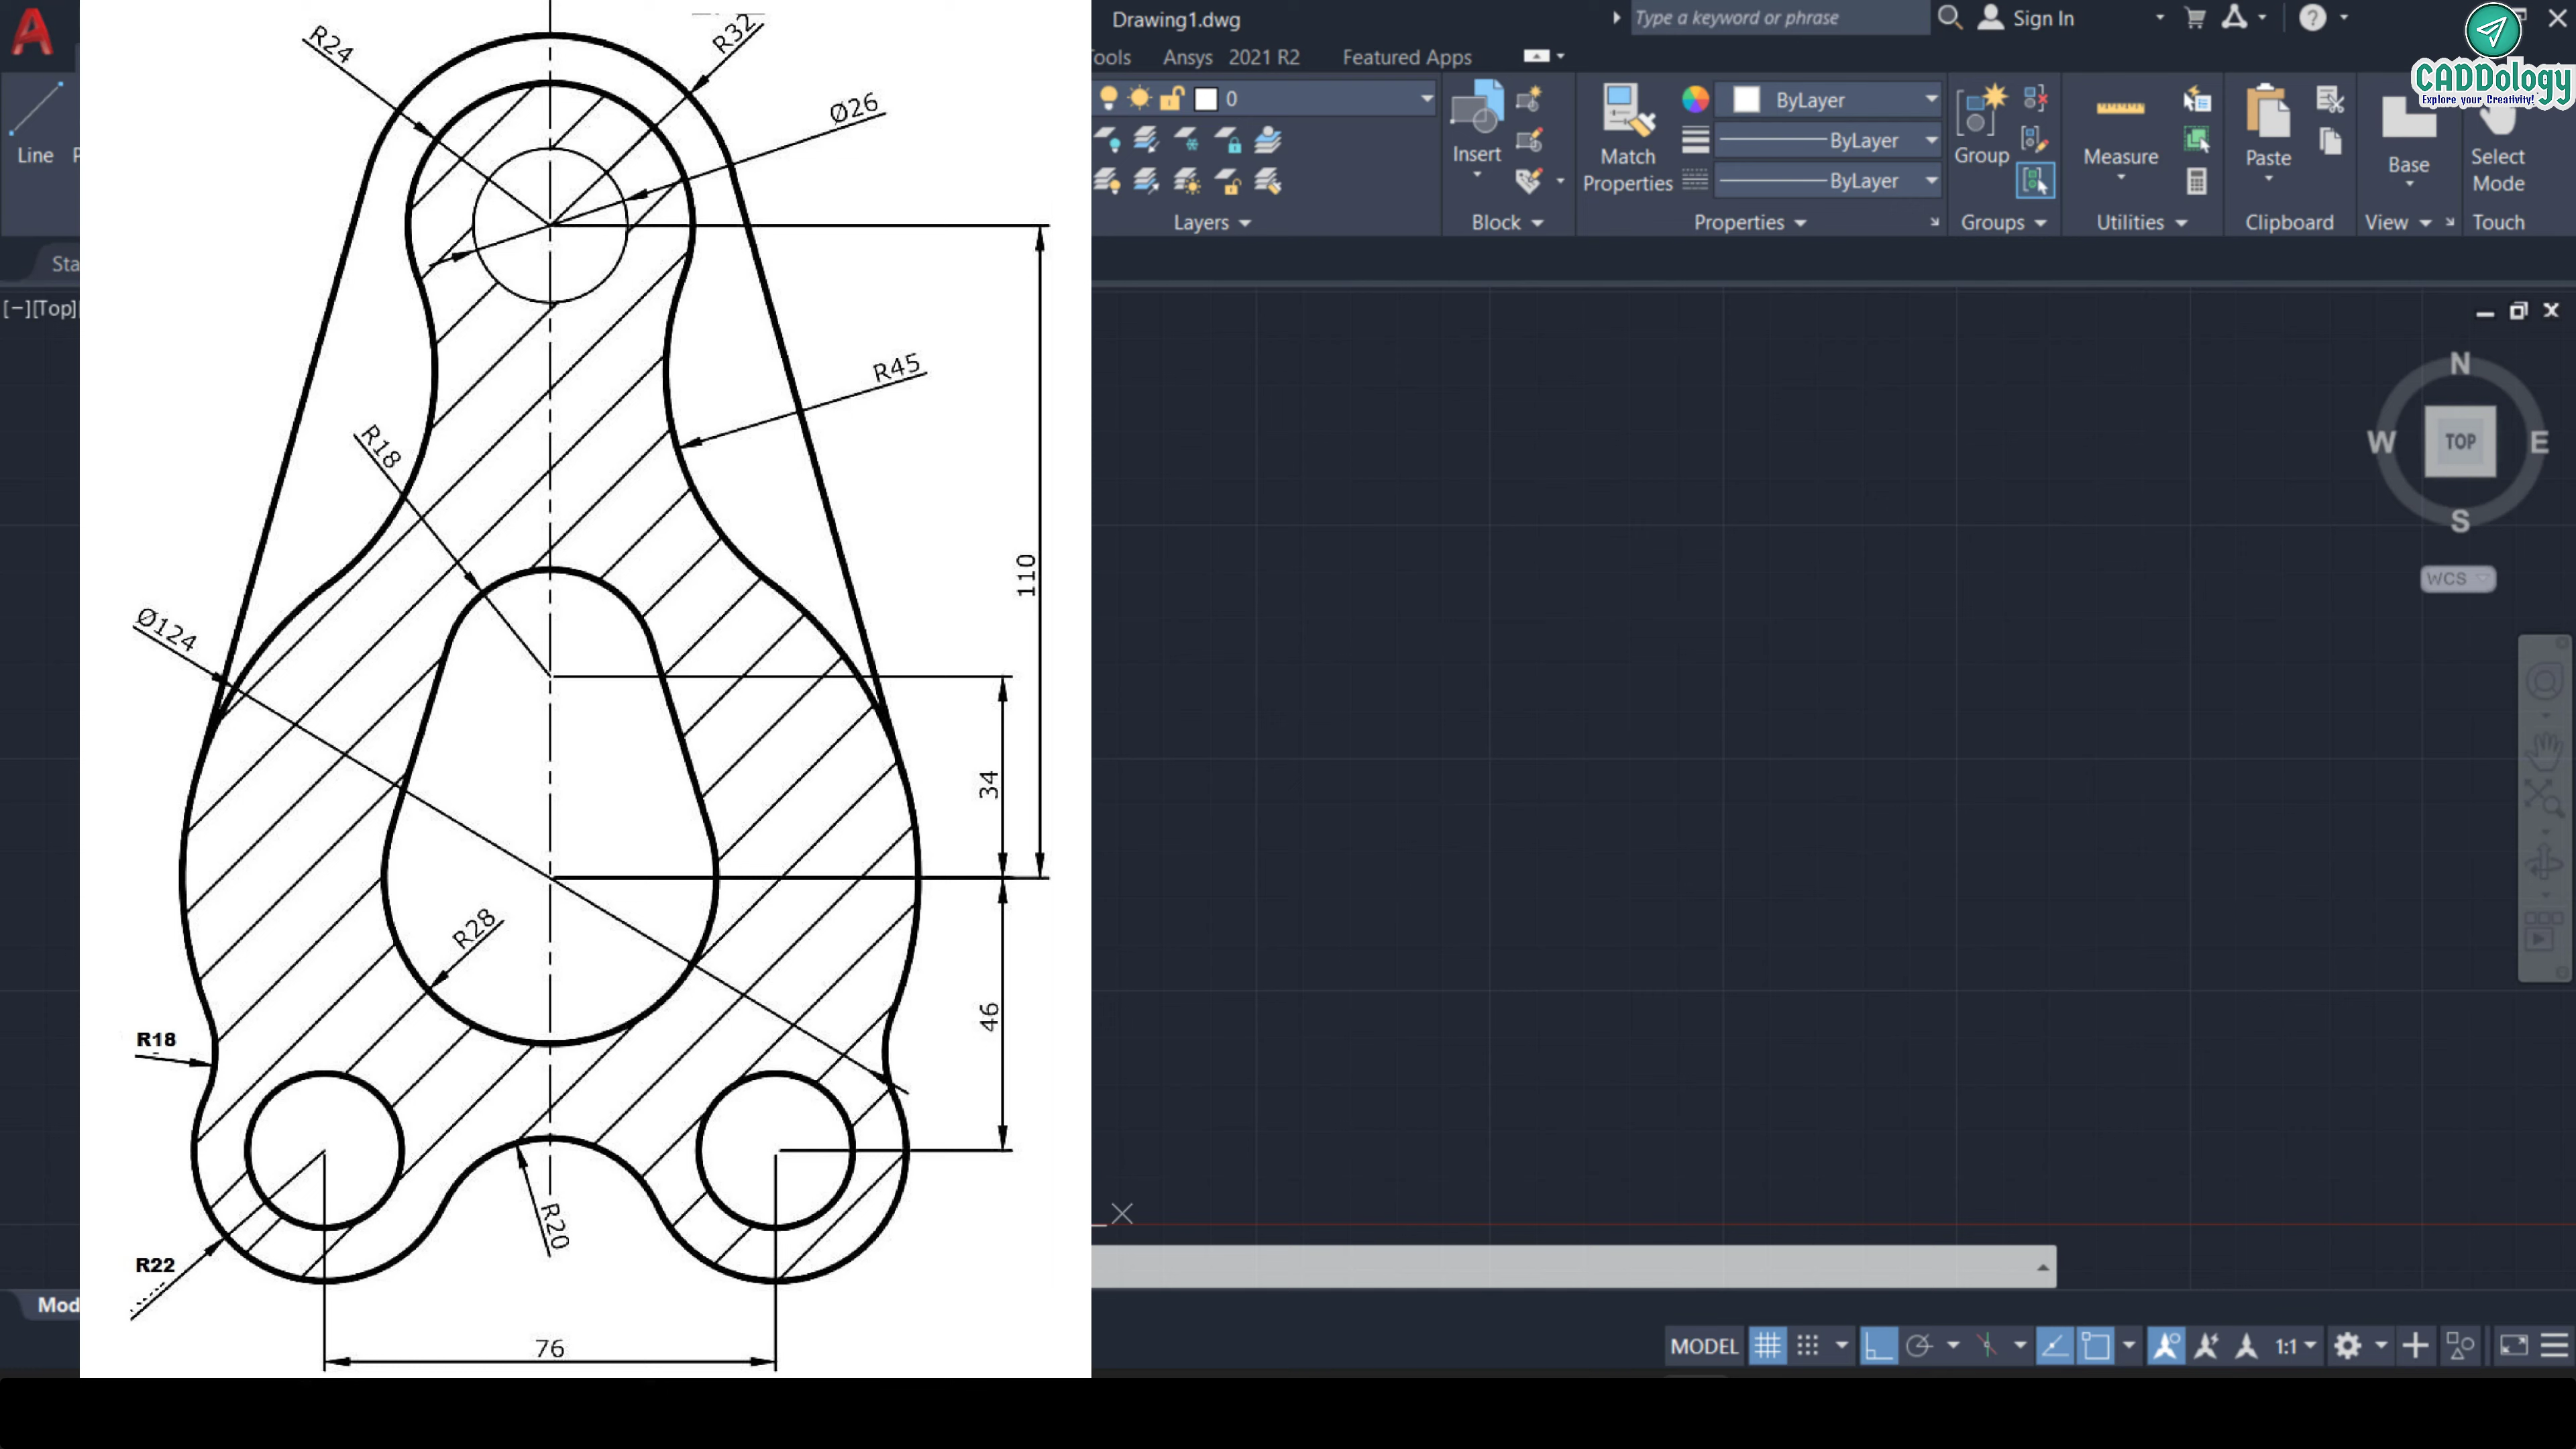 Drawing1.dwg
Type a keyword or phrase
Sign In
CADDology
Explore your Creativity!
Tools Ansys 2021 R2 Featured Apps
Line
0
Insert
Match
Properties
ByLayer
ByLayer
ByLayer
Group
Measure
Paste
Base
Select
Mode
Layers
Block
Properties
Groups
Utilities
Clipboard
View
Touch
Sta
[−][Top]
N
W
TOP
E
S
WCS
R24
R32
Ø26
R45
R18
Ø124
110
34
R28
46
R18
R20
R22
76
Mod
MODEL
1:1